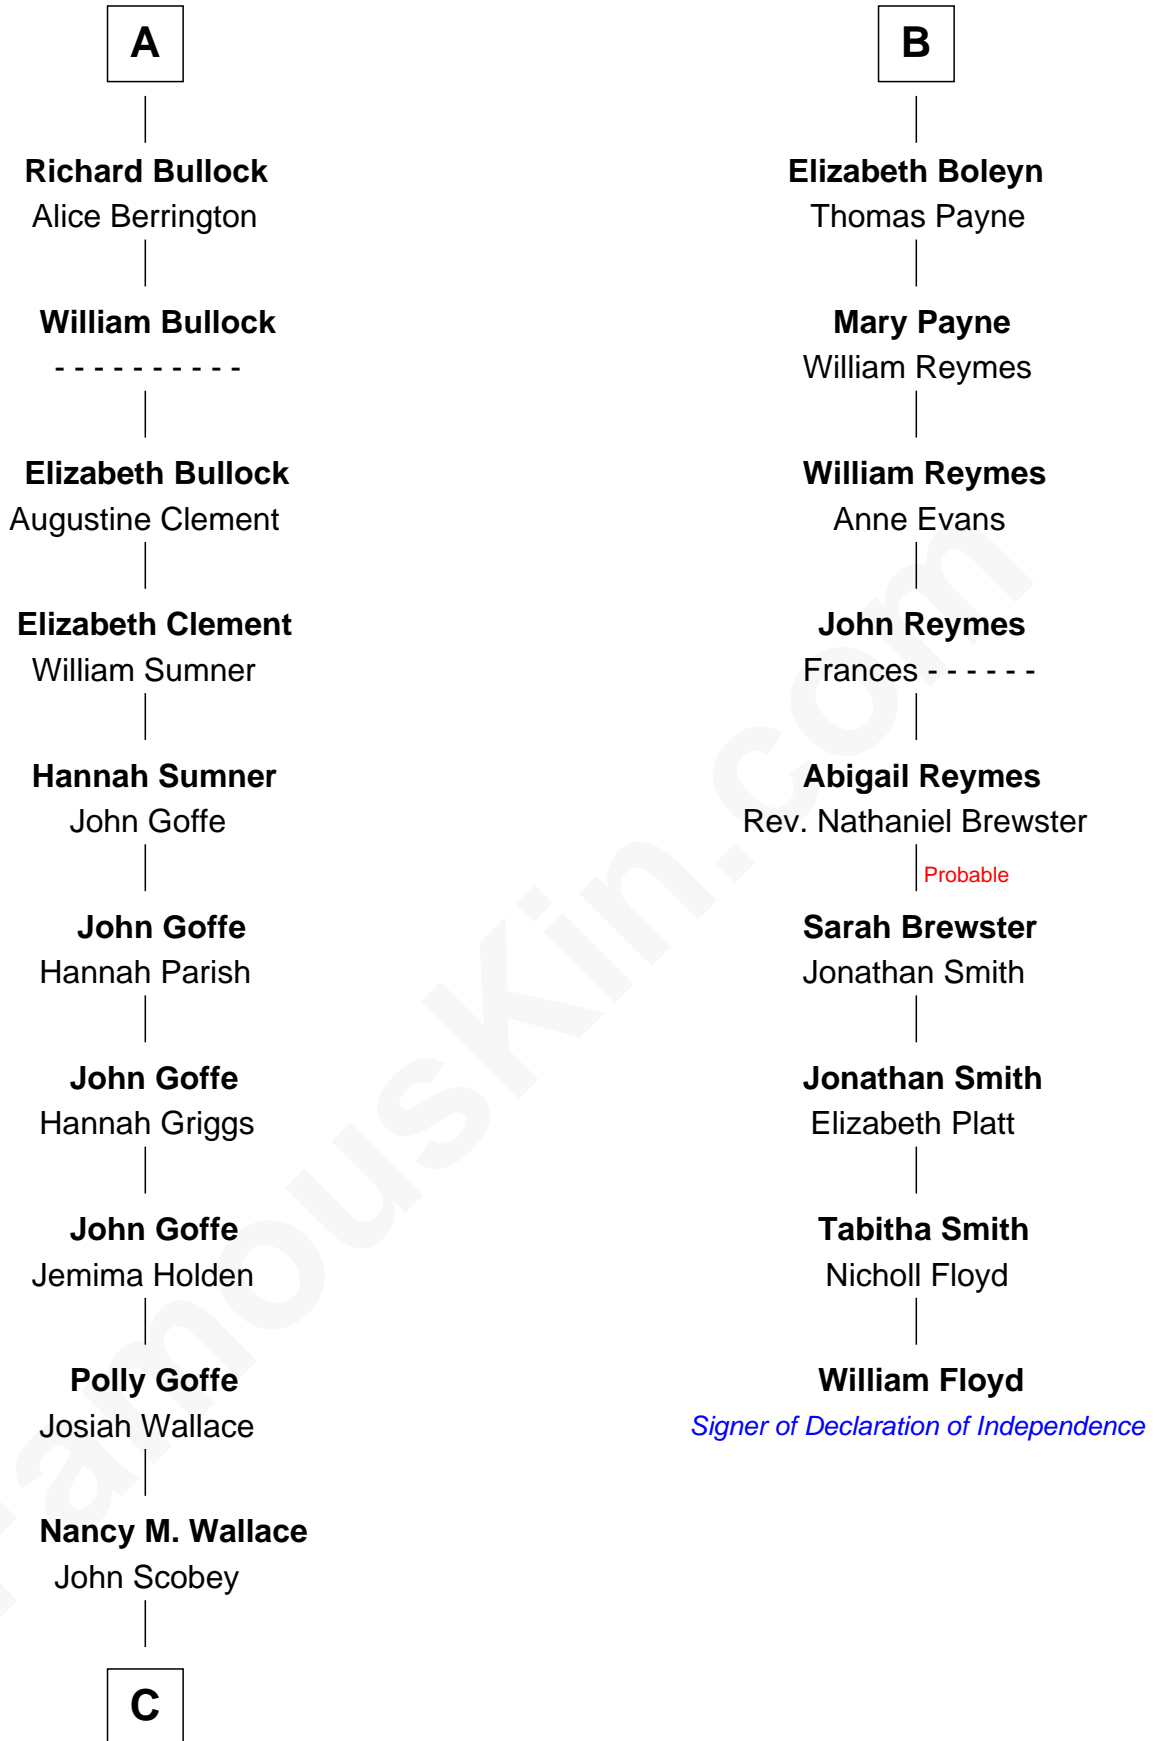 A
Richard Bullock
Alice Berrington
William Bullock
- - - - - - - - - -
Elizabeth Bullock
Augustine Clement
Elizabeth Clement
William Sumner
Hannah Sumner
John Goffe
John Goffe
Hannah Parish
John Goffe
Hannah Griggs
John Goffe
Jemima Holden
Polly Goffe
Josiah Wallace
Nancy M. Wallace
John Scobey
C
B
Elizabeth Boleyn
Thomas Payne
Mary Payne
William Reymes
William Reymes
Anne Evans
John Reymes
Frances - - - - - -
Abigail Reymes
Rev. Nathaniel Brewster
Probable
Sarah Brewster
Jonathan Smith
Jonathan Smith
Elizabeth Platt
Tabitha Smith
Nicholl Floyd
William Floyd
Signer of Declaration of Independence
FamousKin.com